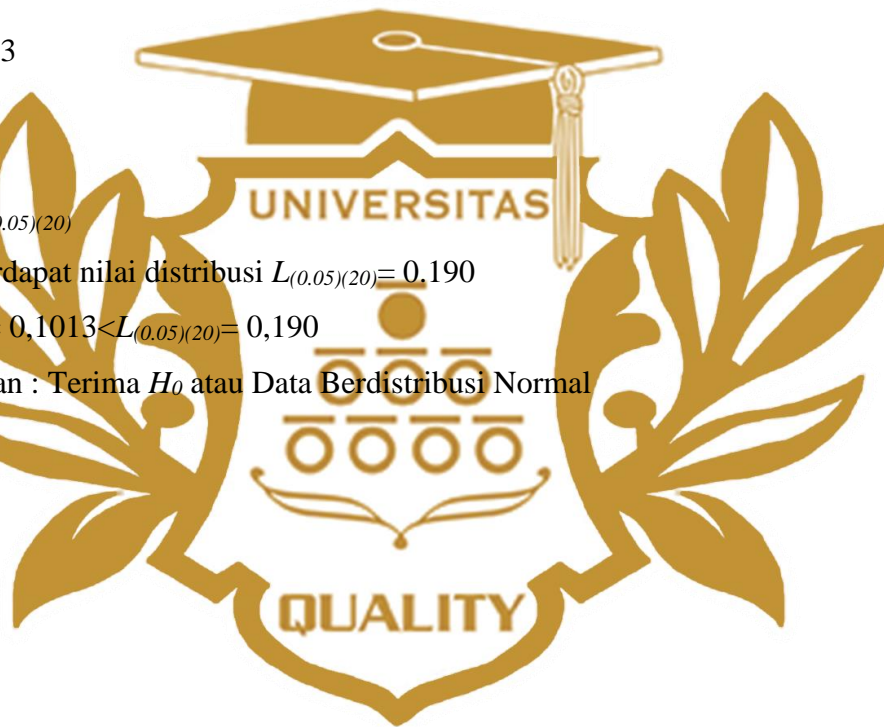 3
UNIVERSITAS
0.05)(20)
rdapat nilai distribusi L(0.05)(20)= 0.190
0,1013<L(0.05)(20)= 0,190
an : Terima H0 atau Data Berdistribusi Normal
QUALITY